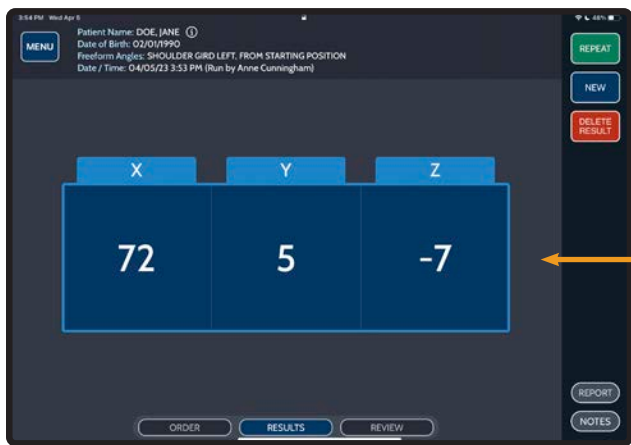 3:54 PM Wed Apr 5
48%
MENU
Patient Name: DOE, JANE
Date of Birth: 02/01/1990
Freeform Angles: SHOULDER GIRD LEFT, FROM STARTING POSITION
Date / Time: 04/05/23 3:53 PM (Run by Anne Cunningham)
REPEAT
NEW
DELETE
RESULT
X Y Z
72 5 -7
REPORT
ORDER RESULTS REVIEW
NOTES